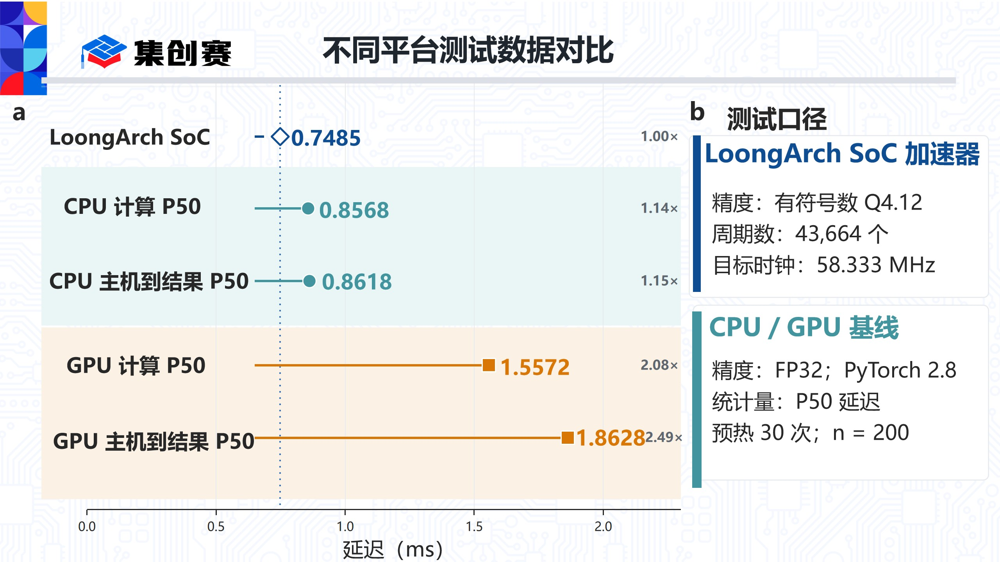 集创赛
不同平台测试数据对比
a
LoongArch SoC
0.7485
1.00×
CPU 计算 P50
0.8568
1.14×
CPU 主机到结果 P50
0.8618
1.15×
GPU 计算 P50
1.5572
2.08×
GPU 主机到结果 P50
1.8628
2.49×
0.0
0.5
1.0
1.5
2.0
延迟（ms）
b
测试口径
LoongArch SoC 加速器
精度：有符号数 Q4.12
周期数：43,664 个
目标时钟：58.333 MHz
CPU / GPU 基线
精度：FP32；PyTorch 2.8
统计量：P50 延迟
预热 30 次；n = 200